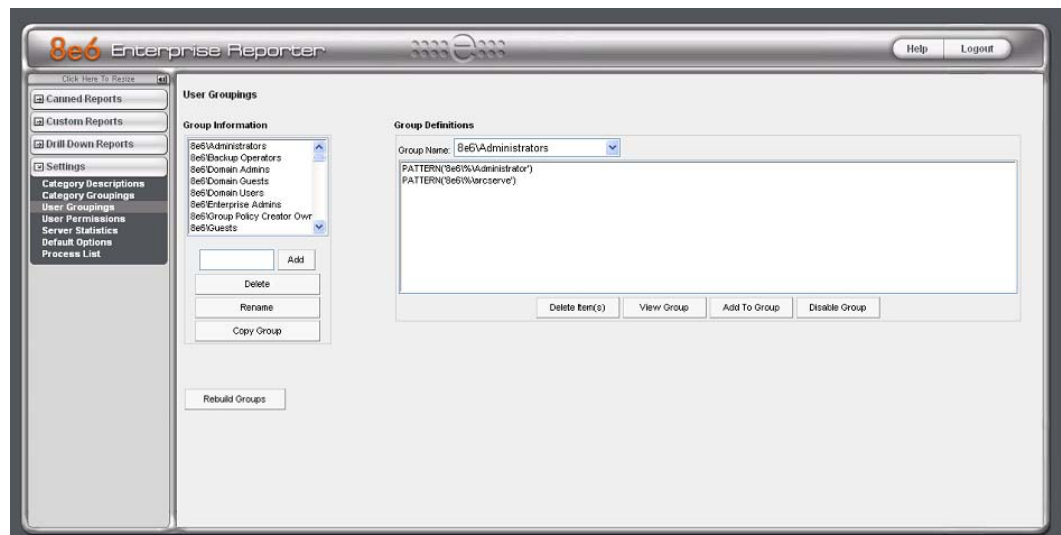 8e6 Enterprise Reporter
Help
Logout
Click Here To Resize
Canned Reports
Custom Reports
Drill Down Reports
Settings
Category Descriptions
Category Groupings
User Groupings
User Permissions
Server Statistics
Default Options
Process List
User Groupings
Group Information
8e6\Administrators
8e6\Backup Operators
8e6\Domain Admins
8e6\Domain Guests
8e6\Domain Users
8e6\Enterprise Admins
8e6\Group Policy Creator Owr
8e6\Guests
Add
Delete
Rename
Copy Group
Rebuild Groups
Group Definitions
Group Name: 8e6\Administrators
PATTERN('8e6\%\Administrator')
PATTERN('8e6\%\arcserve')
Delete Item(s)
View Group
Add To Group
Disable Group